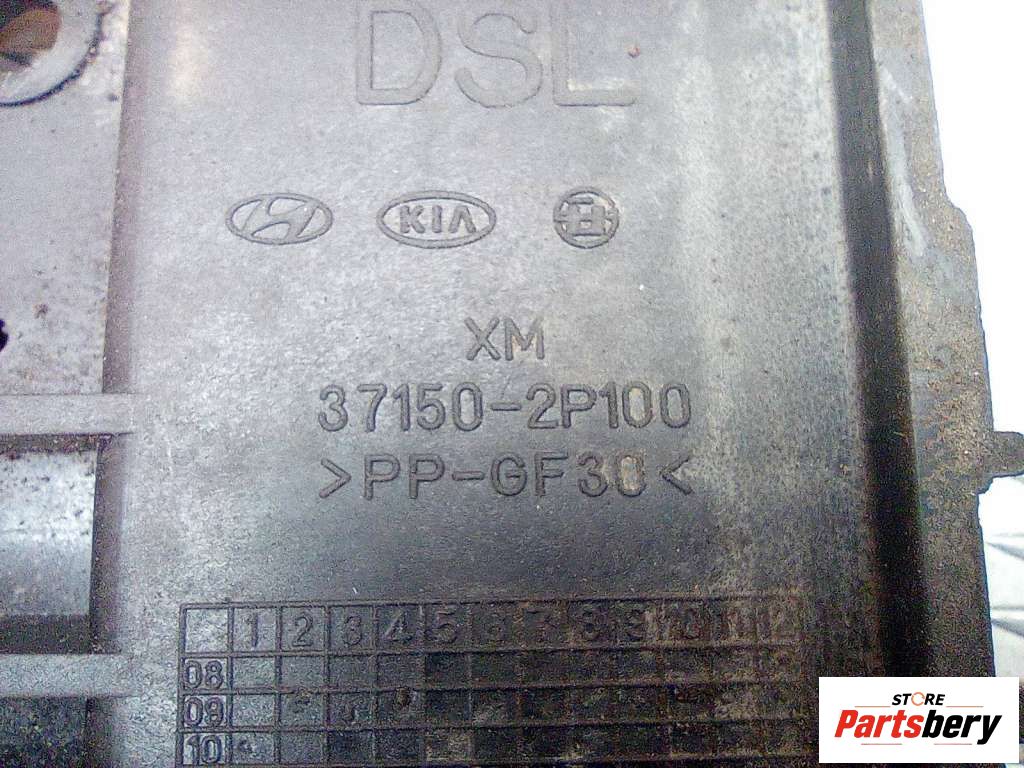 DSL
KIA
XM
37150-2P100
>PP-GF30<
1 2 3 4 5 6 7 8 9 10 11 12
08
09
10
STORE
Partsbery